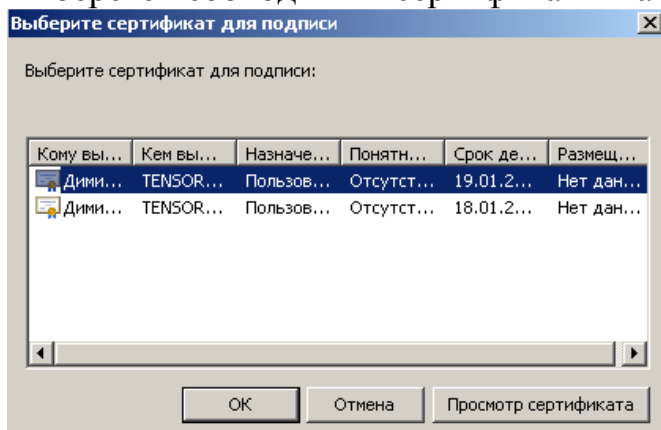 Выберите сертификат для подписи
Выберите сертификат для подписи:
Кому вы... Кем вы... Назначе... Понятн... Срок де... Размещ...
Дими... TENSOR... Пользов... Отсутст... 19.01.2... Нет дан...
Дими... TENSOR... Пользов... Отсутст... 18.01.2... Нет дан...
ОК Отмена Просмотр сертификата